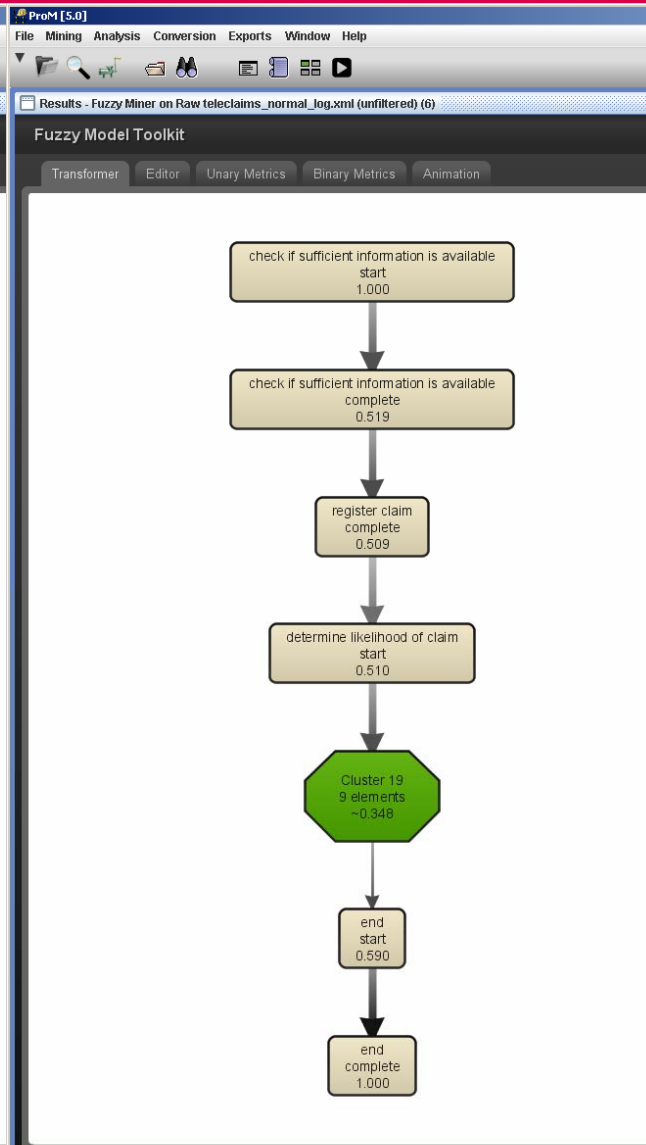 ProM [5.0]
File Mining Analysis Conversion Exports Window Help
Results - Fuzzy Miner on Raw teleclaims_normal_log.xml (unfiltered) (6)
Fuzzy Model Toolkit
Transformer Editor Unary Metrics Binary Metrics Animation
check if sufficient information is available
start
1.000
check if sufficient information is available
complete
0.519
register claim
complete
0.509
determine likelihood of claim
start
0.510
Cluster 19
9 elements
~0.348
end
start
0.590
end
complete
1.000